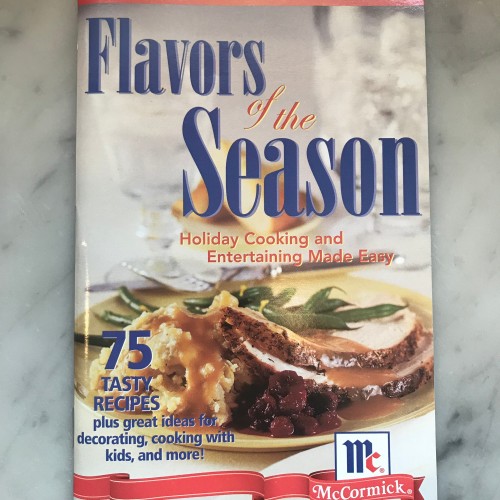 Flavors
of the
Season
Holiday Cooking and
Entertaining Made Easy
75
TASTY
RECIPES
plus great ideas for
decorating, cooking with
kids, and more!
Mc
McCormick®